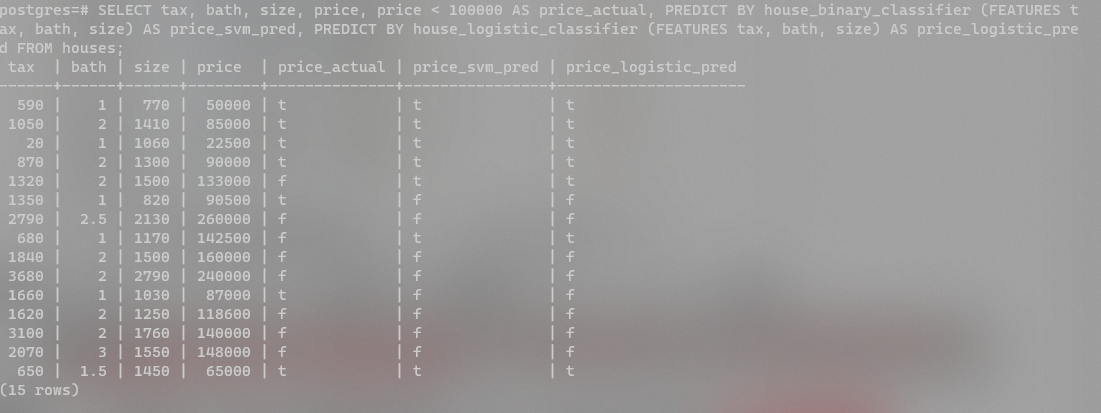 postgres=# SELECT tax, bath, size, price, price < 100000 AS price_actual, PREDICT BY house_binary_classifier (FEATURES t
ax, bath, size) AS price_svm_pred, PREDICT BY house_logistic_classifier (FEATURES tax, bath, size) AS price_logistic_pre
d FROM houses;
 tax  | bath | size | price  | price_actual | price_svm_pred | price_logistic_pred
------+------+------+--------+--------------+----------------+---------------------
  590 |    1 |  770 |  50000 | t            | t              | t
 1050 |    2 | 1410 |  85000 | t            | t              | t
   20 |    1 | 1060 |  22500 | t            | t              | t
  870 |    2 | 1300 |  90000 | t            | t              | t
 1320 |    2 | 1500 | 133000 | f            | t              | t
 1350 |    1 |  820 |  90500 | t            | f              | f
 2790 |  2.5 | 2130 | 260000 | f            | f              | f
  680 |    1 | 1170 | 142500 | f            | t              | t
 1840 |    2 | 1500 | 160000 | f            | f              | f
 3680 |    2 | 2790 | 240000 | f            | f              | f
 1660 |    1 | 1030 |  87000 | t            | f              | f
 1620 |    2 | 1250 | 118600 | f            | f              | f
 3100 |    2 | 1760 | 140000 | f            | f              | f
 2070 |    3 | 1550 | 148000 | f            | f              | f
  650 |  1.5 | 1450 |  65000 | t            | t              | t
(15 rows)